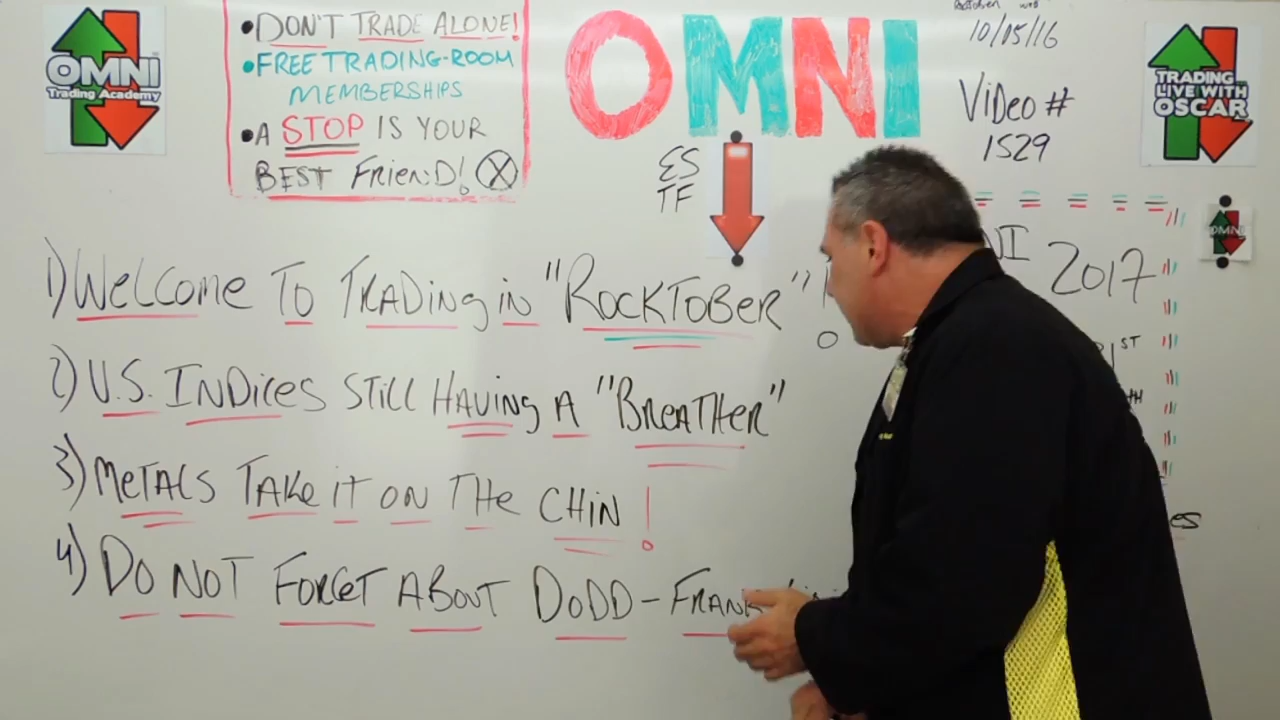 OMNI
Trading Academy
•DON'T TRADE ALONE!
•FREE TRADING-ROOM
MEMBERSHIPS
•A STOP IS YOUR
BEST FRIEND!
OMNI
ES
TF
10/05/16
VIDEO #
1529
TRADING
LIVE WITH
OSCAR
OMNI
2017
ST
1) WELCOME TO TRADING IN "ROCKTOBER"!
2) U.S. INDICES STILL HAVING A "BREATHER"
3) METALS TAKE IT ON THE CHIN!
4) DO NOT FORGET ABOUT DODD-FRANK